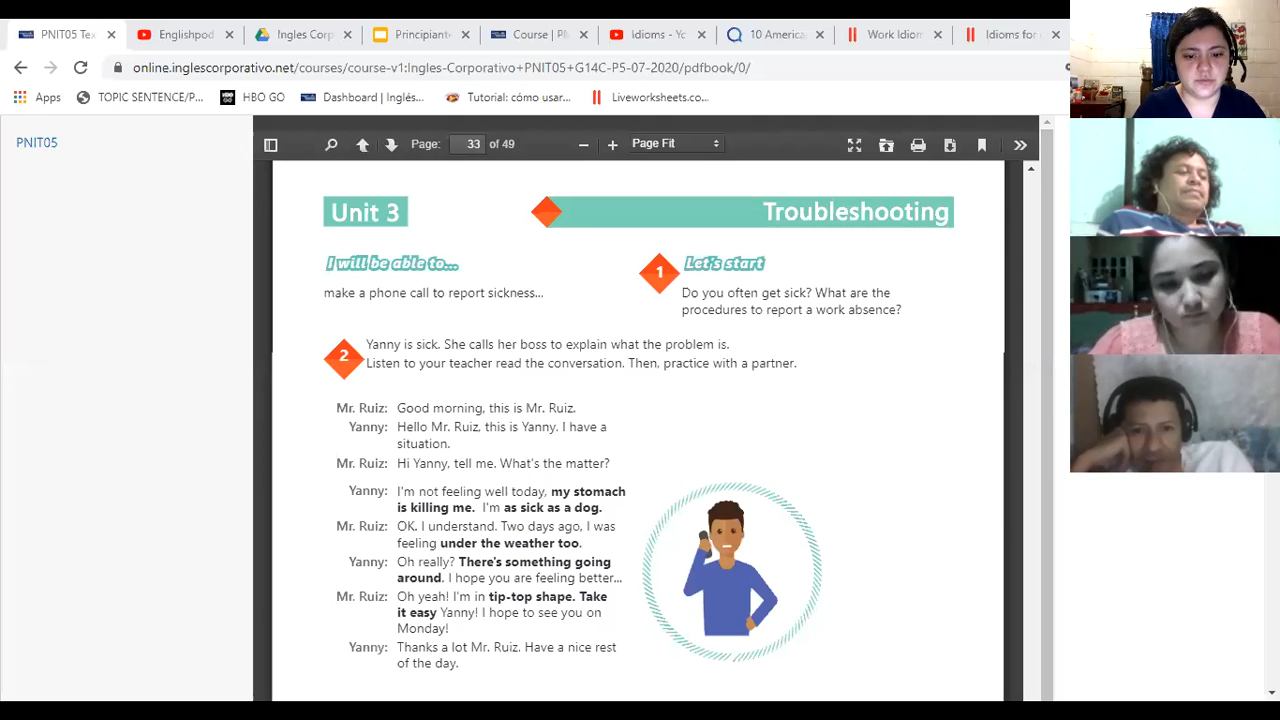 PNIT05 Tex
Englishpod
Ingles Corp
Principiant
Course | Pl
Idioms - Yo
10 America
Work Idiom
Idioms for
online.inglescorporativo.net/courses/course-v1:Ingles-Corporativo+PNIT05+G14C-P5-07-2020/pdfbook/0/
Apps
TOPIC SENTENCE/P...
HBO GO
Dashboard | Inglés...
Tutorial: cómo usar...
Liveworksheets.co...
PNIT05
Page: 33 of 49
Page Fit
Unit 3
Troubleshooting
I will be able to...
make a phone call to report sickness...
1
Let's start
Do you often get sick? What are the
procedures to report a work absence?
2
Yanny is sick. She calls her boss to explain what the problem is.
Listen to your teacher read the conversation. Then, practice with a partner.
Mr. Ruiz: Good morning, this is Mr. Ruiz.
Yanny: Hello Mr. Ruiz, this is Yanny. I have a
situation.
Mr. Ruiz: Hi Yanny, tell me. What's the matter?
Yanny: I'm not feeling well today, my stomach
is killing me. I'm as sick as a dog.
Mr. Ruiz: OK. I understand. Two days ago, I was
feeling under the weather too.
Yanny: Oh really? There's something going
around. I hope you are feeling better...
Mr. Ruiz: Oh yeah! I'm in tip-top shape. Take
it easy Yanny! I hope to see you on
Monday!
Yanny: Thanks a lot Mr. Ruiz. Have a nice rest
of the day.